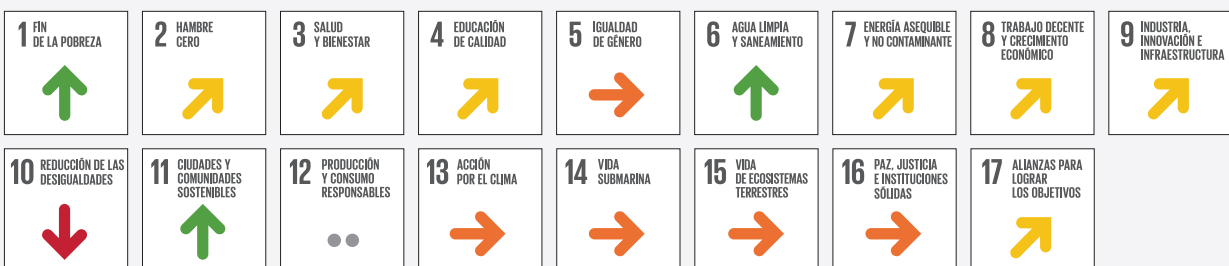 1 FIN
DE LA POBREZA
2 HAMBRE
CERO
3 SALUD
Y BIENESTAR
4 EDUCACIÓN
DE CALIDAD
5 IGUALDAD
DE GÉNERO
6 AGUA LIMPIA
Y SANEAMIENTO
7 ENERGÍA ASEQUIBLE
Y NO CONTAMINANTE
8 TRABAJO DECENTE
Y CRECIMIENTO
ECONÓMICO
9 INDUSTRIA,
INNOVACIÓN E
INFRAESTRUCTURA
10 REDUCCIÓN DE LAS
DESIGUALDADES
11 CIUDADES Y
COMUNIDADES
SOSTENIBLES
12 PRODUCCIÓN
Y CONSUMO
RESPONSABLES
13 ACCIÓN
POR EL CLIMA
14 VIDA
SUBMARINA
15 VIDA
DE ECOSISTEMAS
TERRESTRES
16 PAZ, JUSTICIA
E INSTITUCIONES
SÓLIDAS
17 ALIANZAS PARA
LOGRAR
LOS OBJETIVOS